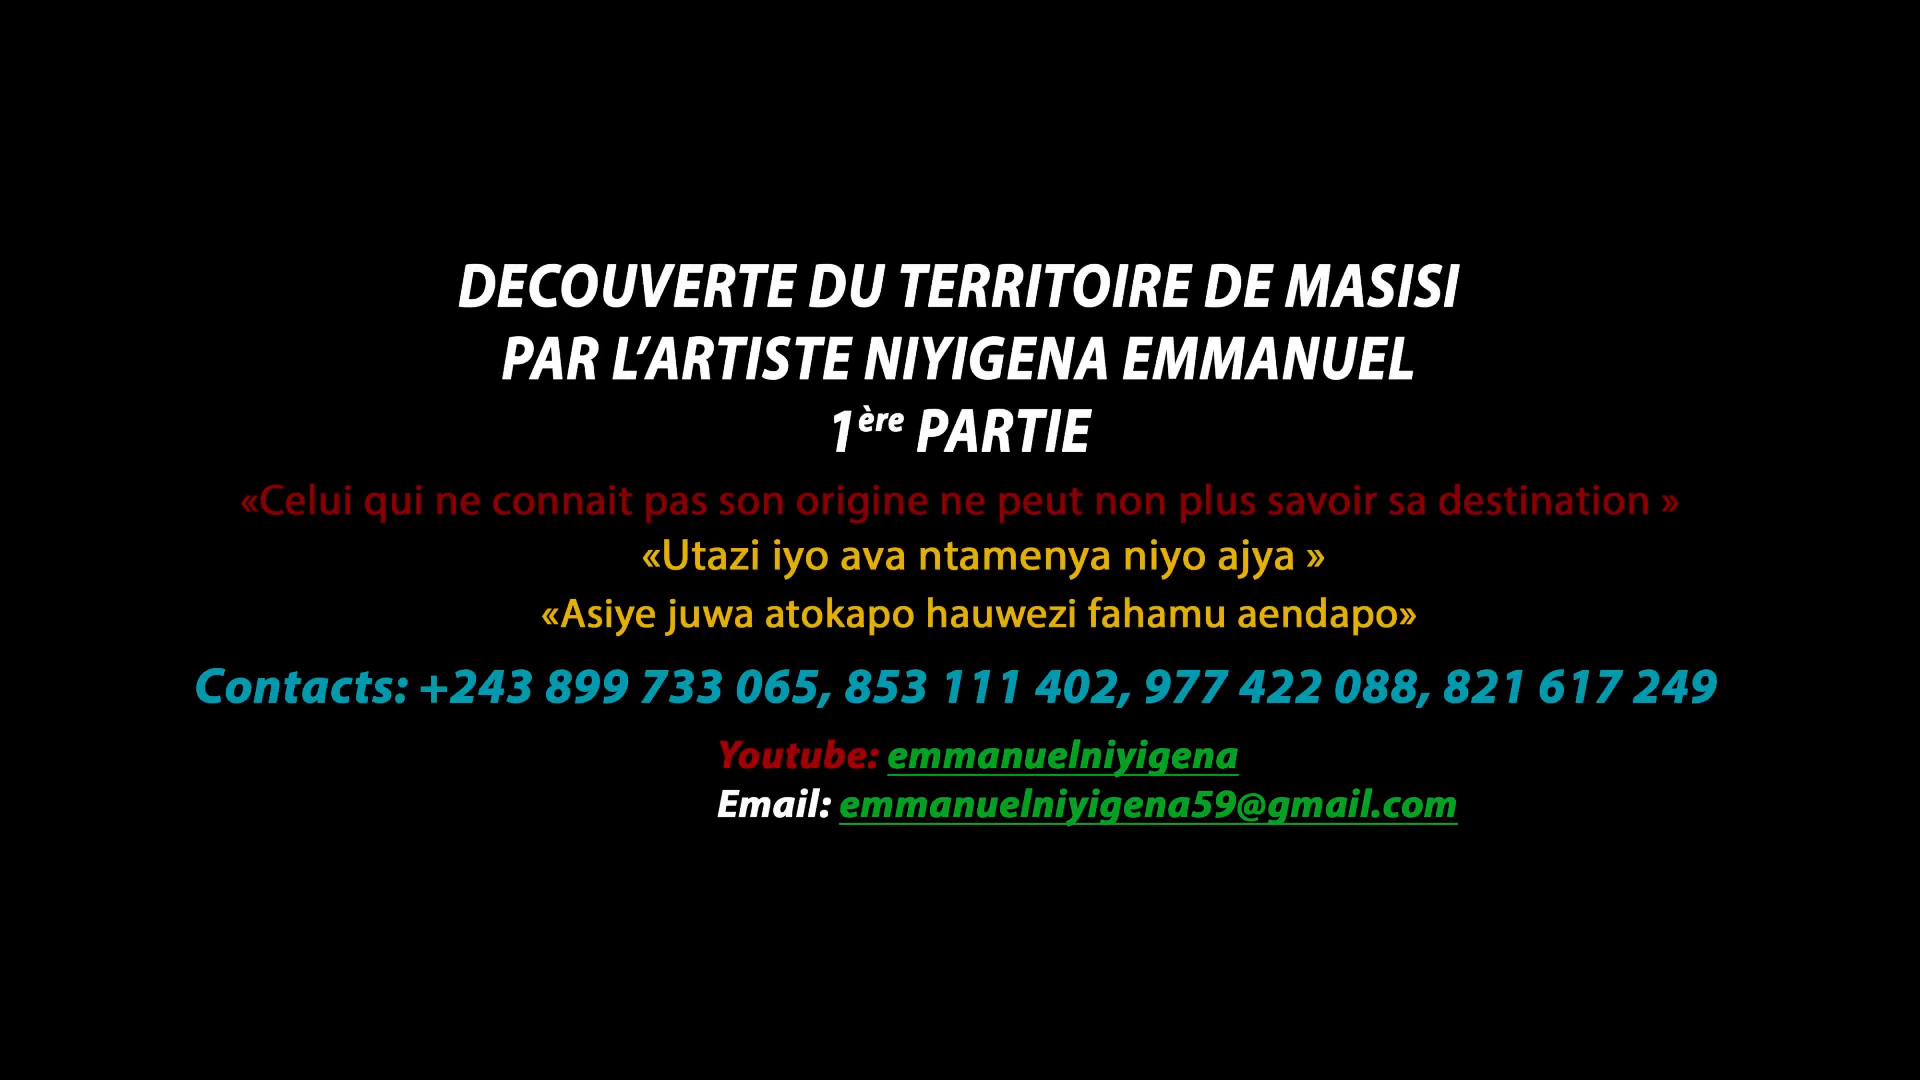 DECOUVERTE DU TERRITOIRE DE MASISI
PAR L’ARTISTE NIYIGENA EMMANUEL
1ère PARTIE
«Celui qui ne connait pas son origine ne peut non plus savoir sa destination »
«Utazi iyo ava ntamenya niyo ajya »
«Asiye juwa atokapo hauwezi fahamu aendapo»
Contacts: +243 899 733 065, 853 111 402, 977 422 088, 821 617 249
Youtube: emmanuelniyigena
Email: emmanuelniyigena59@gmail.com